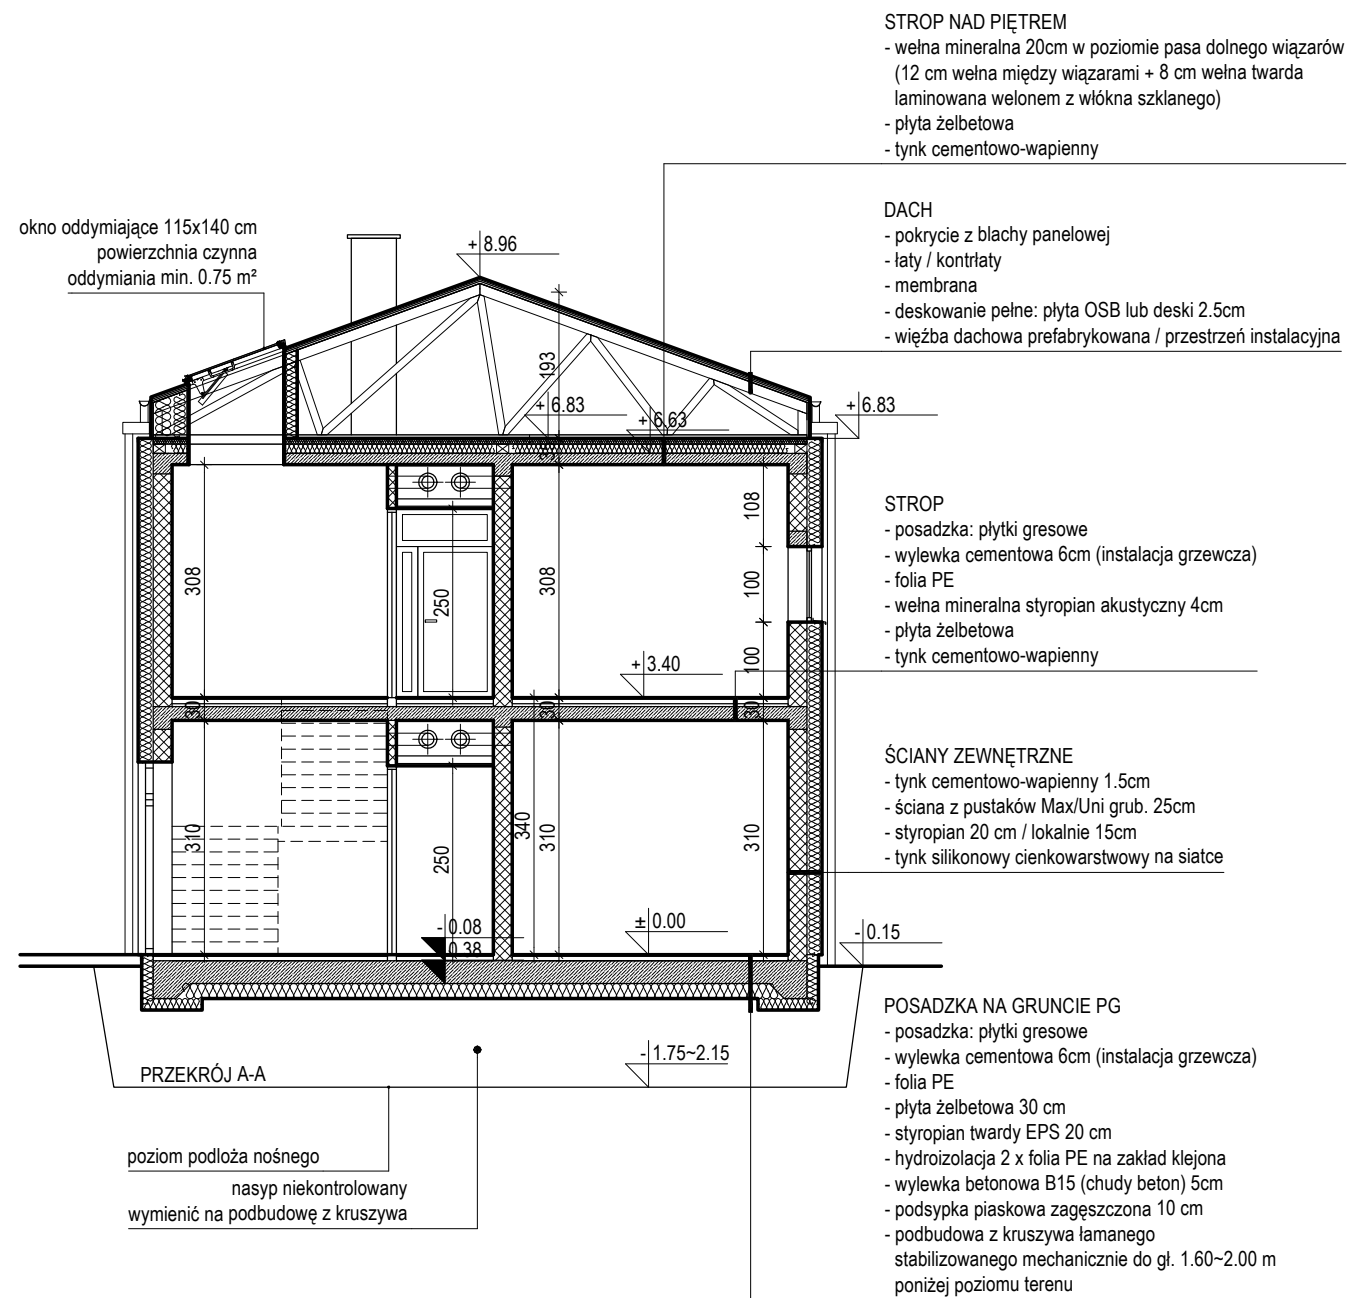 STROP NAD PIĘTREM
- wełna mineralna 20cm w poziomie pasa dolnego wiązarów
(12 cm wełna między wiązarami + 8 cm wełna twarda
laminowana welonem z włókna szklanego)
- płyta żelbetowa
- tynk cementowo-wapienny
DACH
- pokrycie z blachy panelowej
- łaty / kontrłaty
- membrana
- deskowanie pełne: płyta OSB lub deski 2.5cm
- więźba dachowa prefabrykowana / przestrzeń instalacyjna
okno oddymiające 115x140 cm
powierzchnia czynna
oddymiania min. 0.75 m²
+ 8.96
193
+ 6.83
+ 6.63
+ 6.83
308
250
308
108
100
100
+ 3.40
30
30
30
STROP
- posadzka: płytki gresowe
- wylewka cementowa 6cm (instalacja grzewcza)
- folia PE
- wełna mineralna styropian akustyczny 4cm
- płyta żelbetowa
- tynk cementowo-wapienny
ŚCIANY ZEWNĘTRZNE
- tynk cementowo-wapienny 1.5cm
- ściana z pustaków Max/Uni grub. 25cm
- styropian 20 cm / lokalnie 15cm
- tynk silikonowy cienkowarstwowy na siatce
310
250
340
310
310
- 0.08
0.38
± 0.00
- 0.15
- 1.75~2.15
PRZEKRÓJ A-A
poziom podłoża nośnego
nasyp niekontrolowany
wymienić na podbudowę z kruszywa
POSADZKA NA GRUNCIE PG
- posadzka: płytki gresowe
- wylewka cementowa 6cm (instalacja grzewcza)
- folia PE
- płyta żelbetowa 30 cm
- styropian twardy EPS 20 cm
- hydroizolacja 2 x folia PE na zakład klejona
- wylewka betonowa B15 (chudy beton) 5cm
- podsypka piaskowa zagęszczona 10 cm
- podbudowa z kruszywa łamanego
stabilizowanego mechanicznie do gł. 1.60~2.00 m
poniżej poziomu terenu